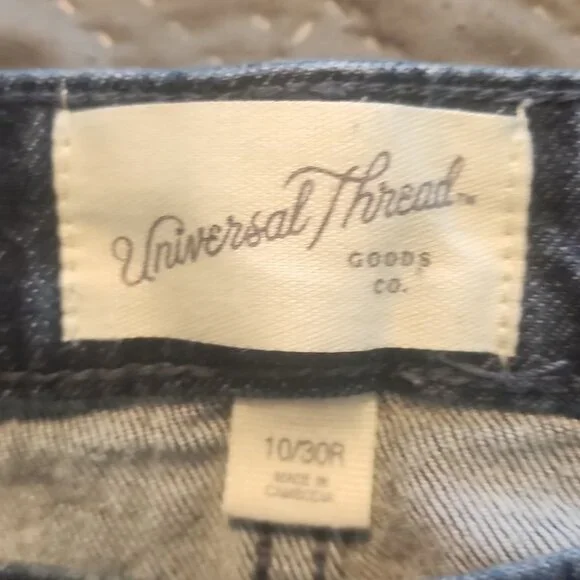 Universal Thread™
GOODS
CO.
10/30R
MADE IN
CAMBODIA